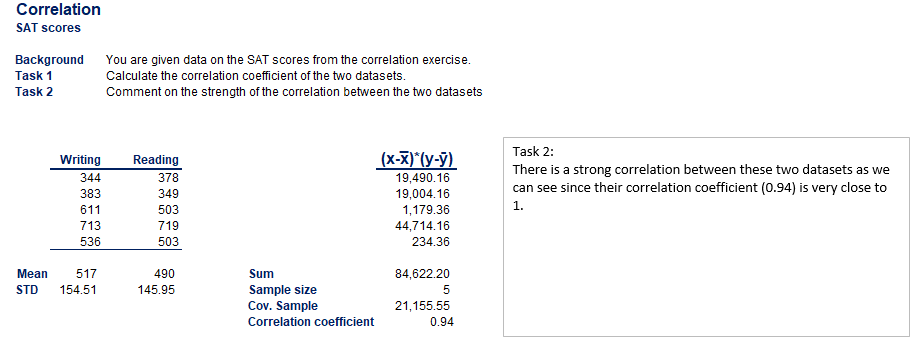 Correlation
SAT scores
Background You are given data on the SAT scores from the correlation exercise.
Task 1 Calculate the correlation coefficient of the two datasets.
Task 2 Comment on the strength of the correlation between the two datasets
Writing Reading (x-x̅)*(y-ȳ)
344 378 19,490.16
383 349 19,004.16
611 503 1,179.36
713 719 44,714.16
536 503 234.36
Mean 517 490 Sum 84,622.20
STD 154.51 145.95 Sample size 5
Cov. Sample 21,155.55
Correlation coefficient 0.94
Task 2:
There is a strong correlation between these two datasets as we
can see since their correlation coefficient (0.94) is very close to
1.